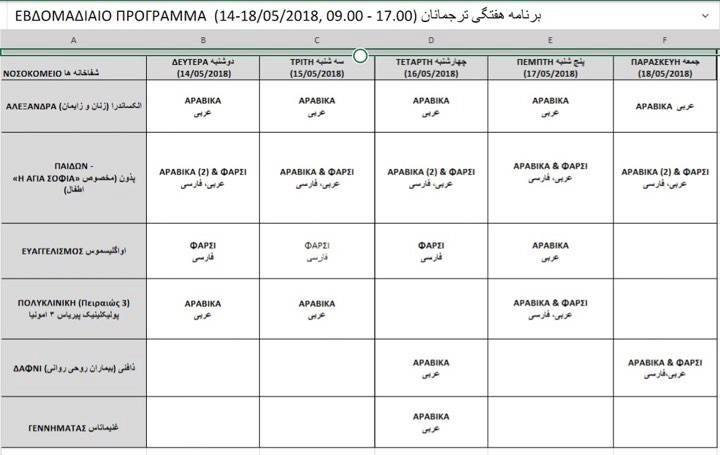 ΕΒΔΟΜΑΔΙΑΙΟ ΠΡΟΓΡΑΜΜΑ (14-18/05/2018, 09.00 - 17.00) برنامه هفتگی ترجمانان
A B C D E F
ΝΟΣΟΚΟΜΕΙΟ شفاخانه ها
ΔΕΥΤΕΡΑ دوشنبه
(14/05/2018)
ΤΡΙΤΗ سه شنبه
(15/05/2018)
ΤΕΤΑΡΤΗ چهارشنبه
(16/05/2018)
ΠΕΜΠΤΗ پنج شنبه
(17/05/2018)
ΠΑΡΑΣΚΕΥΗ جمعه
(18/05/2018)
ΑΛΕΞΑΝΔΡΑ (زنان و زایمان) الکساندرا
ΑΡΑΒΙΚΑ
عربی
ΑΡΑΒΙΚΑ
عربی
ΑΡΑΒΙΚΑ
عربی
ΑΡΑΒΙΚΑ
عربی
ΑΡΑΒΙΚΑ عربی
ΠΑΙΔΩΝ -
«Η ΑΓΙΑ ΣΟΦΙΑ» پذون (مخصوص
اطفال)
ΑΡΑΒΙΚΑ (2) & ΦΑΡΣΙ
عربی، فارسی
ΑΡΑΒΙΚΑ & ΦΑΡΣΙ
عربی، فارسی
ΑΡΑΒΙΚΑ (2) & ΦΑΡΣΙ
عربی، فارسی
ΑΡΑΒΙΚΑ & ΦΑΡΣΙ
عربی، فارسی
ΑΡΑΒΙΚΑ (2) & ΦΑΡΣΙ
عربی، فارسی
ΕΥΑΓΓΕΛΙΣΜΟΣ اواگلیسموس
ΦΑΡΣΙ
فارسی
ΦΑΡΣΙ
فارسی
ΦΑΡΣΙ
فارسی
ΑΡΑΒΙΚΑ
عربی
ΠΟΛΥΚΛΙΝΙΚΗ (Πειραιώς 3)
پولیکلینیک پیریاس ۳ امونیا
ΑΡΑΒΙΚΑ
عربی
ΑΡΑΒΙΚΑ
عربی
ΑΡΑΒΙΚΑ & ΦΑΡΣΙ
عربی، فارسی
ΔΑΦΝΙ (بیماران روحی روانی) ذافنی
ΑΡΑΒΙΚΑ
عربی
ΑΡΑΒΙΚΑ & ΦΑΡΣΙ
عربی،فارسی
ΓΕΝΝΗΜΑΤΑΣ غنیماتاس
ΑΡΑΒΙΚΑ
عربی